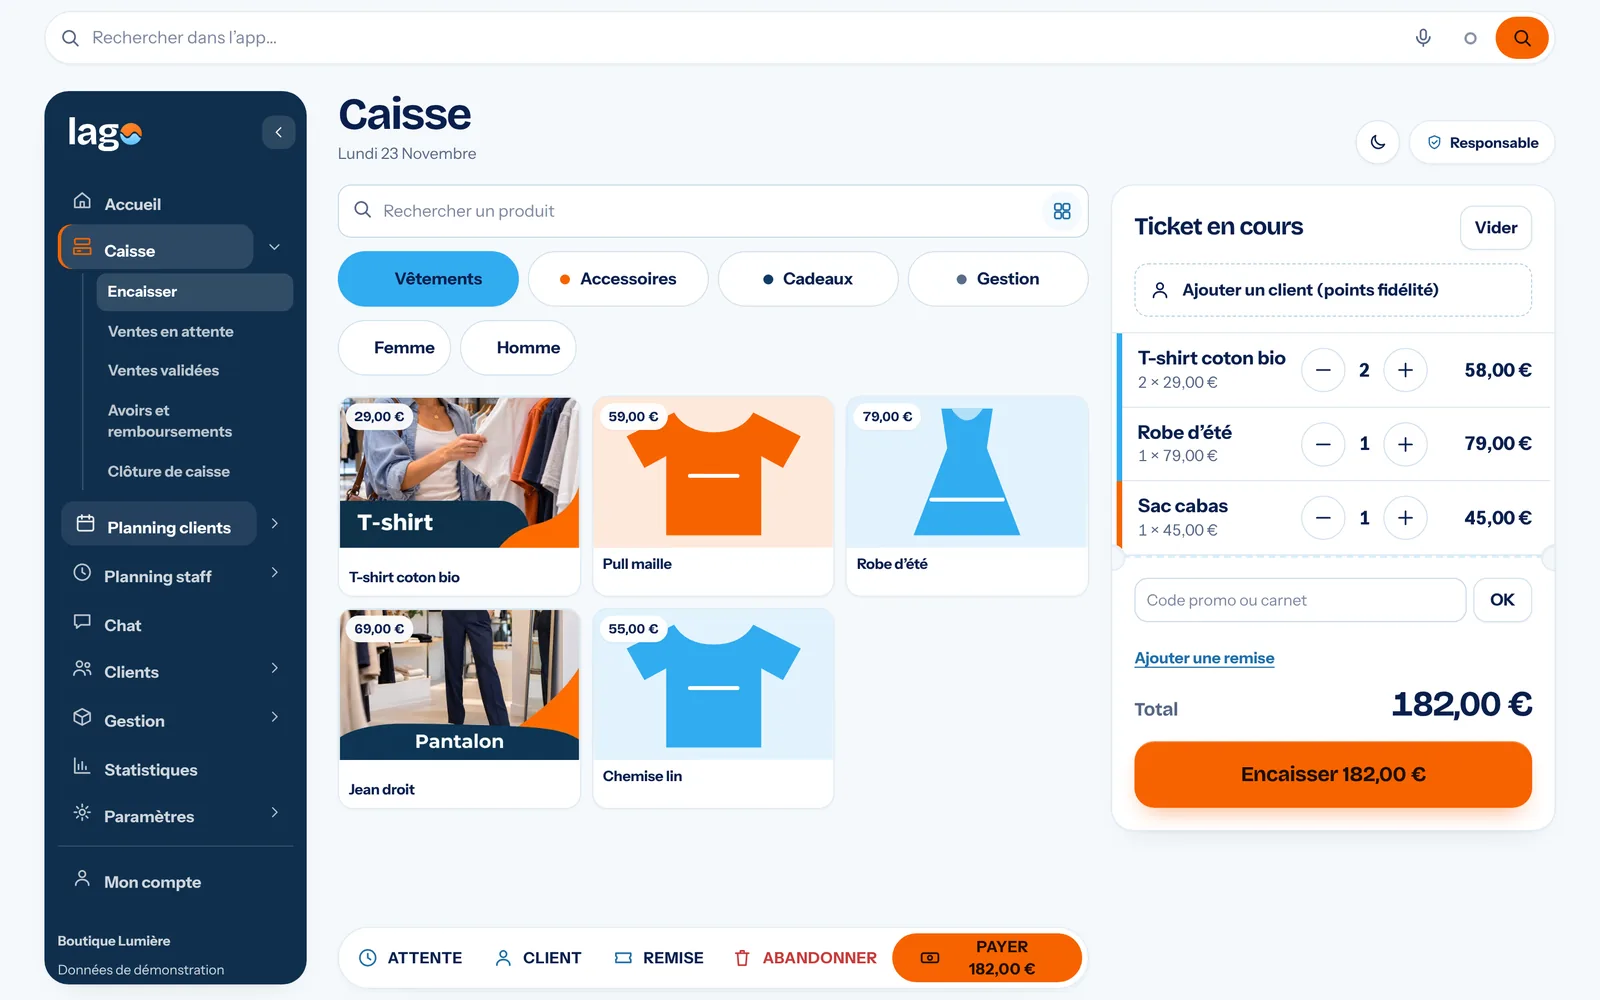 Rechercher dans l’app...
lago
Accueil
Caisse
Encaisser
Ventes en attente
Ventes validées
Avoirs et
remboursements
Clôture de caisse
Planning clients
Planning staff
Chat
Clients
Gestion
Statistiques
Paramètres
Mon compte
Boutique Lumière
Données de démonstration
Caisse
Lundi 23 Novembre
Responsable
Rechercher un produit
Vêtements
Accessoires
Cadeaux
Gestion
Femme
Homme
29,00 €
T-shirt
T-shirt coton bio
59,00 €
Pull maille
79,00 €
Robe d’été
69,00 €
Pantalon
Jean droit
55,00 €
Chemise lin
Ticket en cours
Vider
Ajouter un client (points fidélité)
T-shirt coton bio
2 × 29,00 €
2
58,00 €
Robe d’été
1 × 79,00 €
1
79,00 €
Sac cabas
1 × 45,00 €
1
45,00 €
Code promo ou carnet
OK
Ajouter une remise
Total
182,00 €
Encaisser 182,00 €
ATTENTE
CLIENT
REMISE
ABANDONNER
PAYER
182,00 €